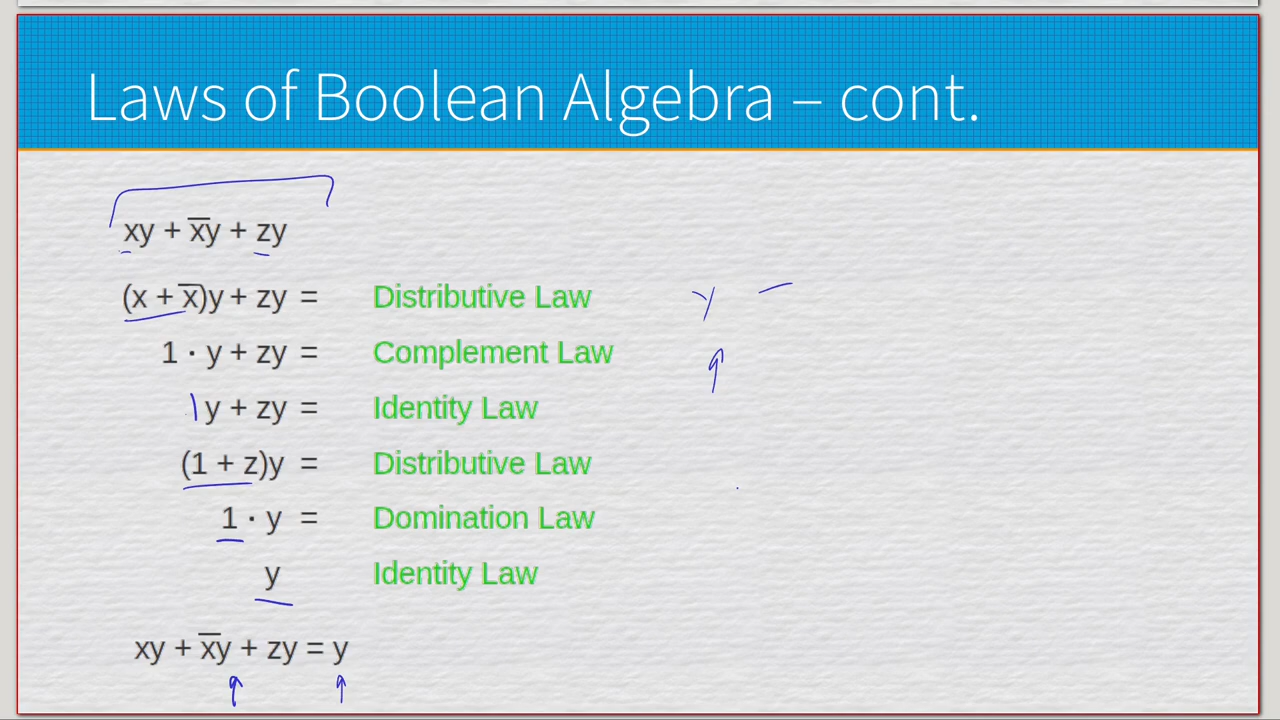 Laws of Boolean Algebra – cont.
xy + x̅y + zy
(x + x̅)y + zy = Distributive Law
1 · y + zy = Complement Law
1 y + zy = Identity Law
(1 + z)y = Distributive Law
1 · y = Domination Law
y Identity Law
xy + x̅y + zy = y
y –